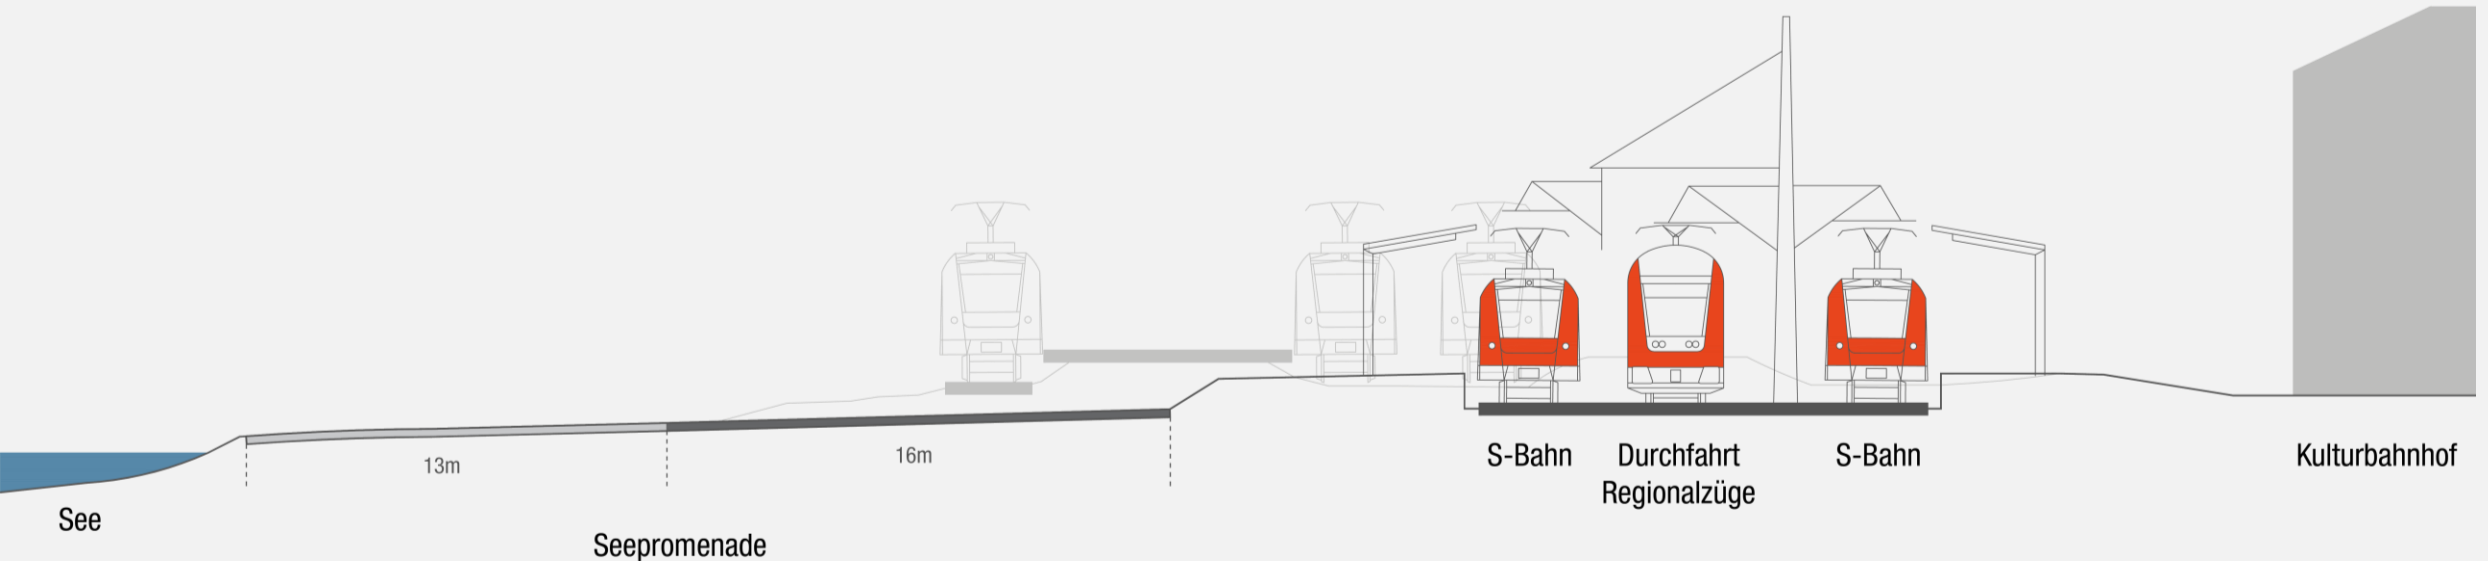 13m
16m
S-Bahn
Durchfahrt
Regionalzüge
S-Bahn
Kulturbahnhof
See
Seepromenade